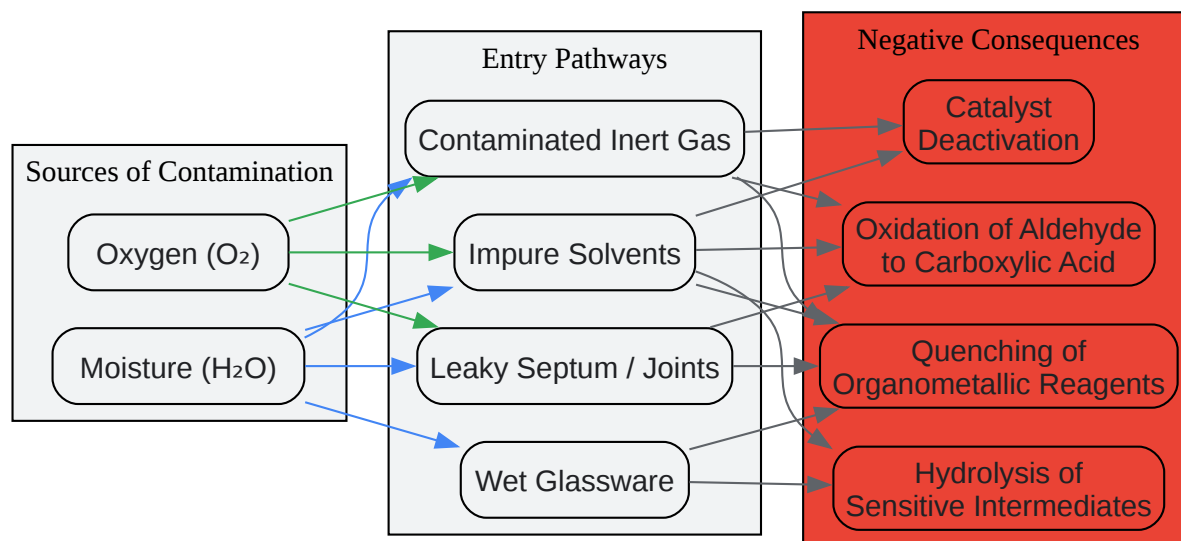 Sources of Contamination
Oxygen (O₂)
Moisture (H₂O)
Entry Pathways
Contaminated Inert Gas
Impure Solvents
Leaky Septum / Joints
Wet Glassware
Negative Consequences
Catalyst
Deactivation
Oxidation of Aldehyde
to Carboxylic Acid
Quenching of
Organometallic Reagents
Hydrolysis of
Sensitive Intermediates